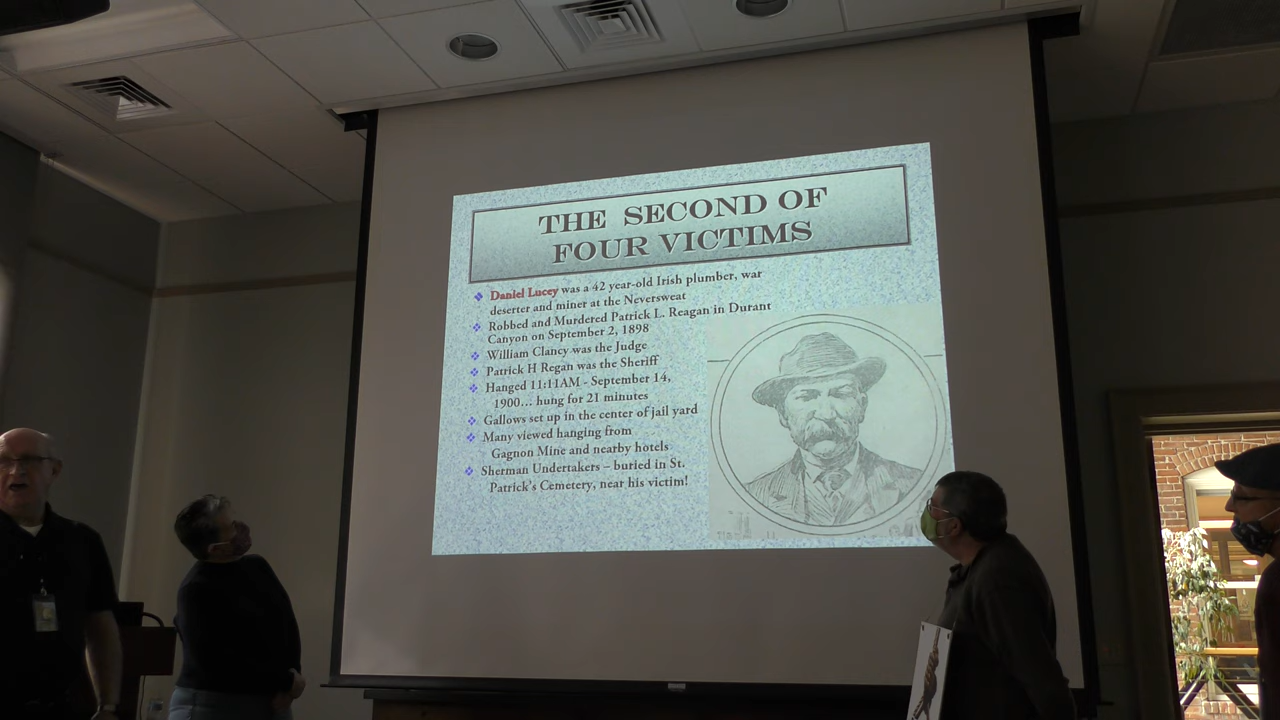 THE SECOND OF
FOUR VICTIMS
Daniel Lucey was a 42 year-old Irish plumber, war
deserter and miner at the Neversweat
Robbed and Murdered Patrick L. Reagan in Durant
Canyon on September 2, 1898
William Clancy was the Judge
Patrick H Regan was the Sheriff
Hanged 11:11AM - September 14,
1900... hung for 21 minutes
Gallows set up in the center of jail yard
Many viewed hanging from
Gagnon Mine and nearby hotels
Sherman Undertakers – buried in St.
Patrick's Cemetery, near his victim!